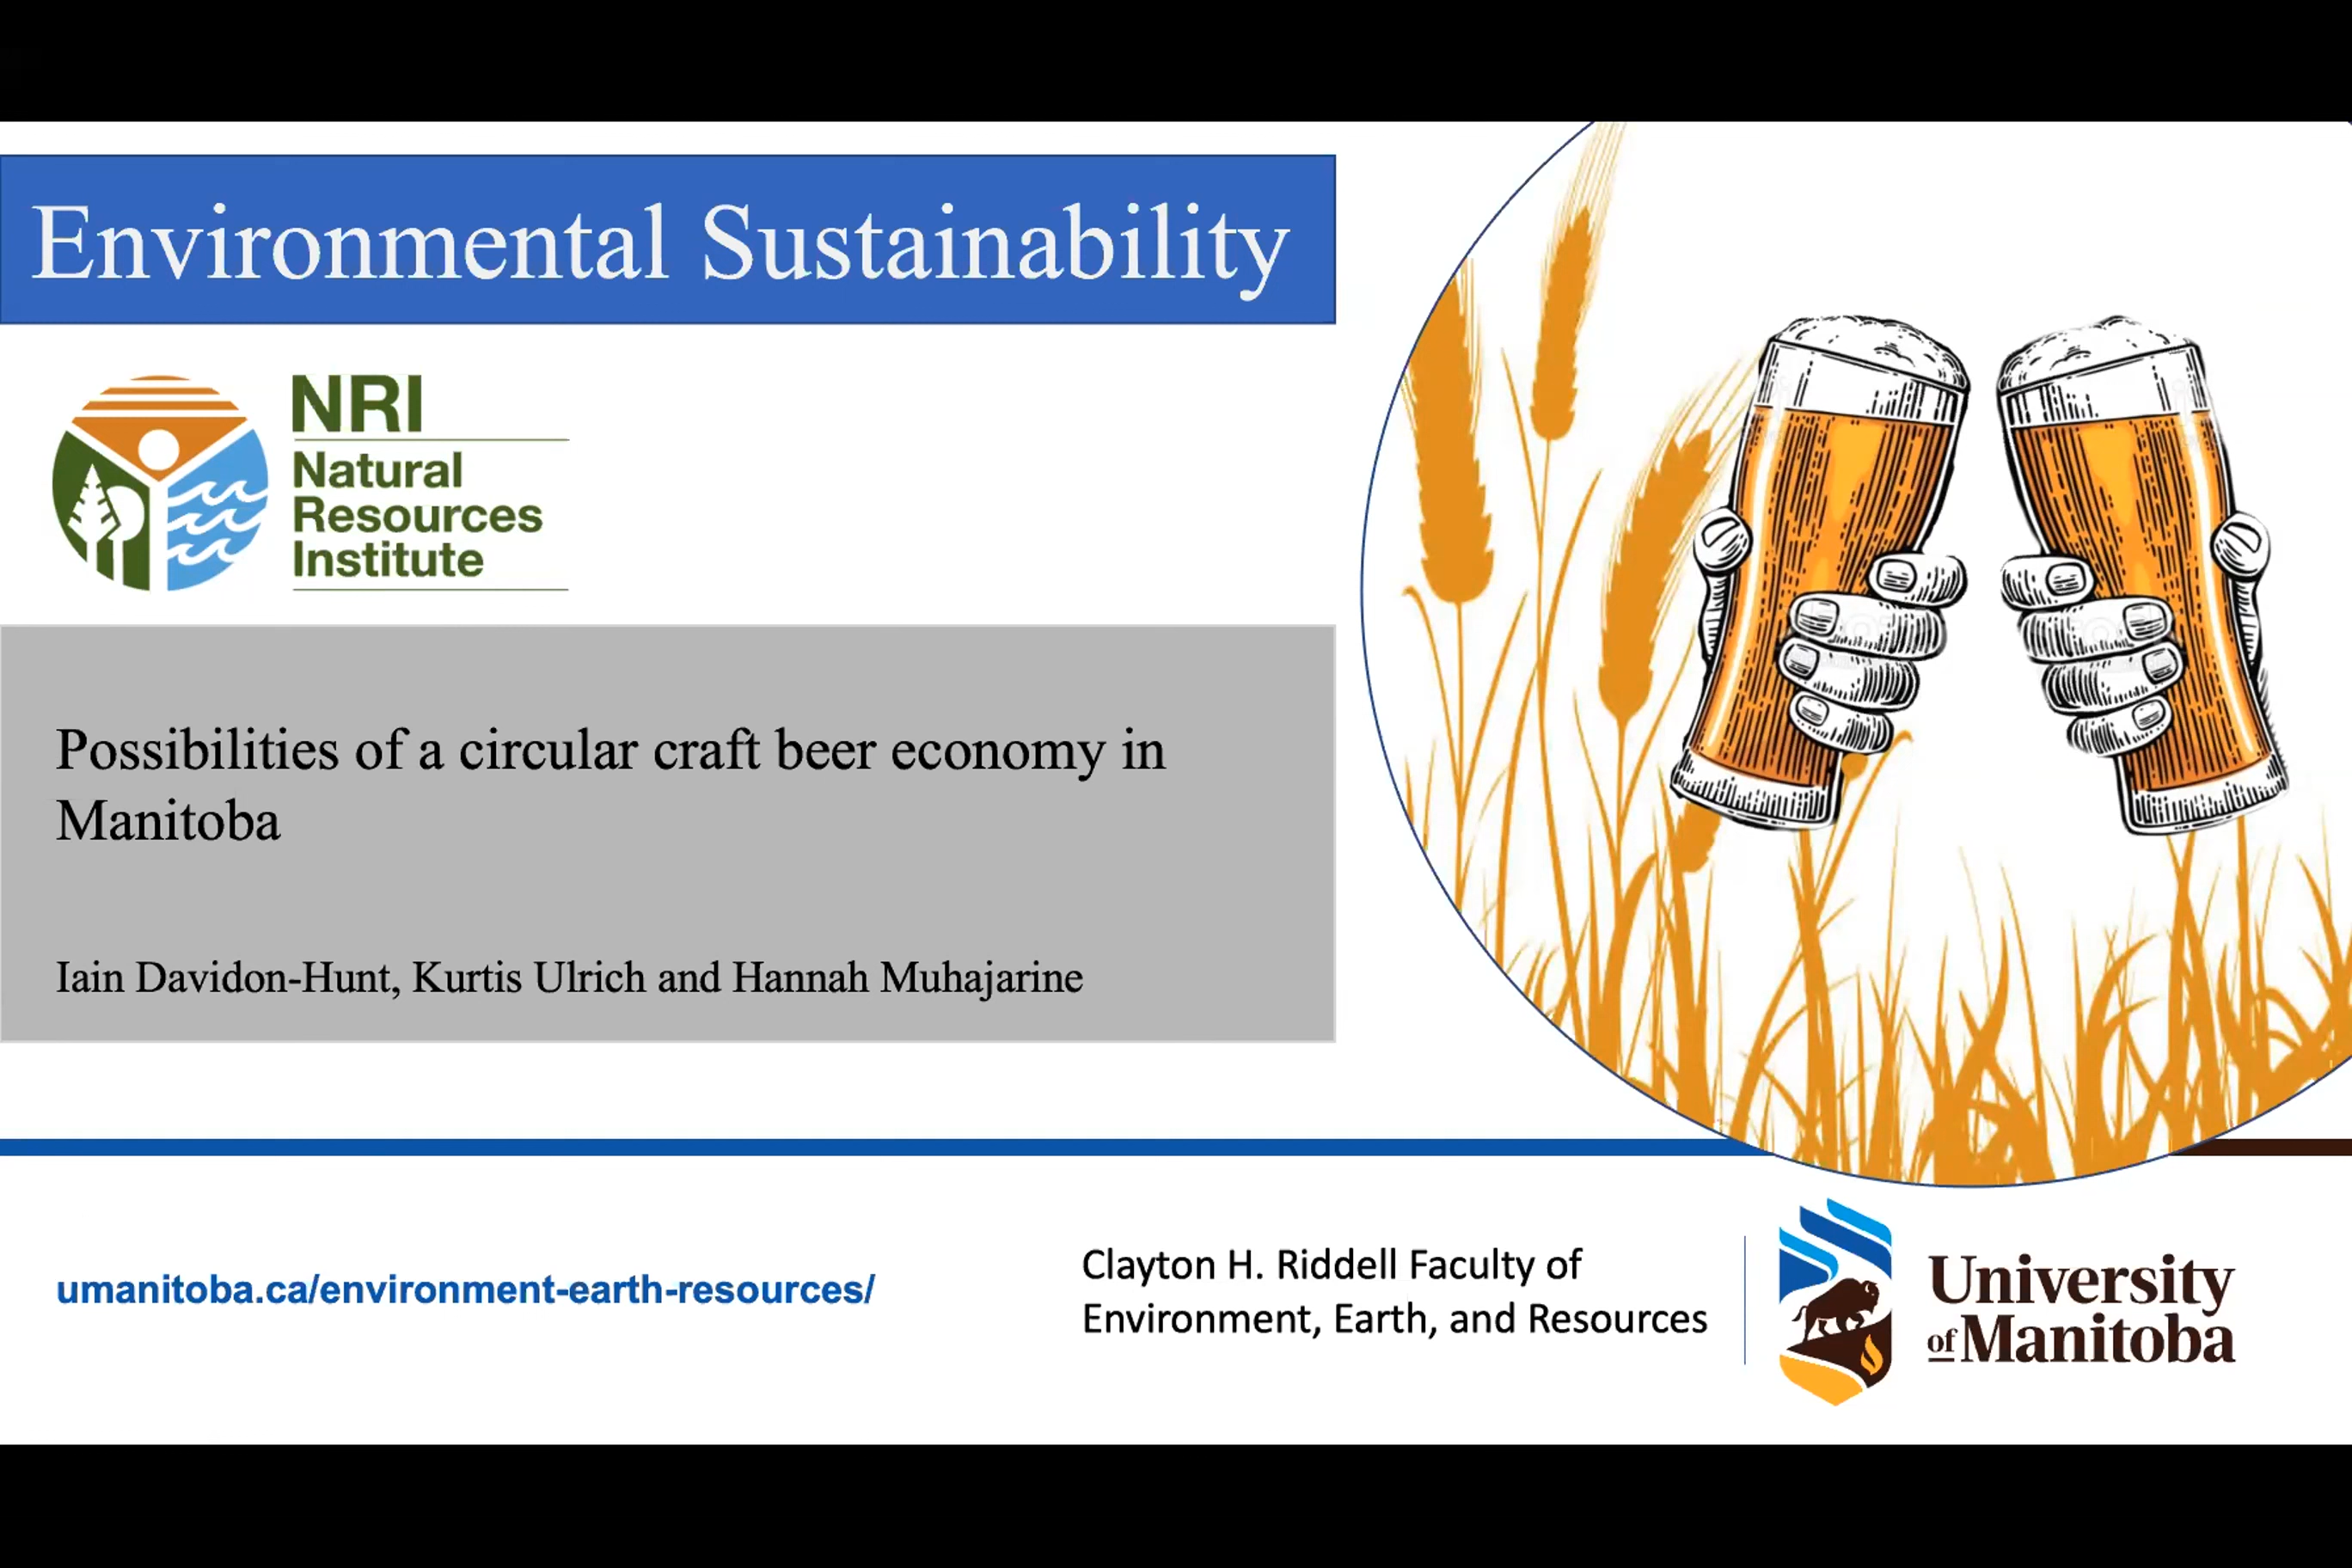 Environmental Sustainability
NRI
Natural
Resources
Institute
Possibilities of a circular craft beer economy in
Manitoba
Iain Davidon-Hunt, Kurtis Ulrich and Hannah Muhajarine
umanitoba.ca/environment-earth-resources/
Clayton H. Riddell Faculty of
Environment, Earth, and Resources
University
of Manitoba